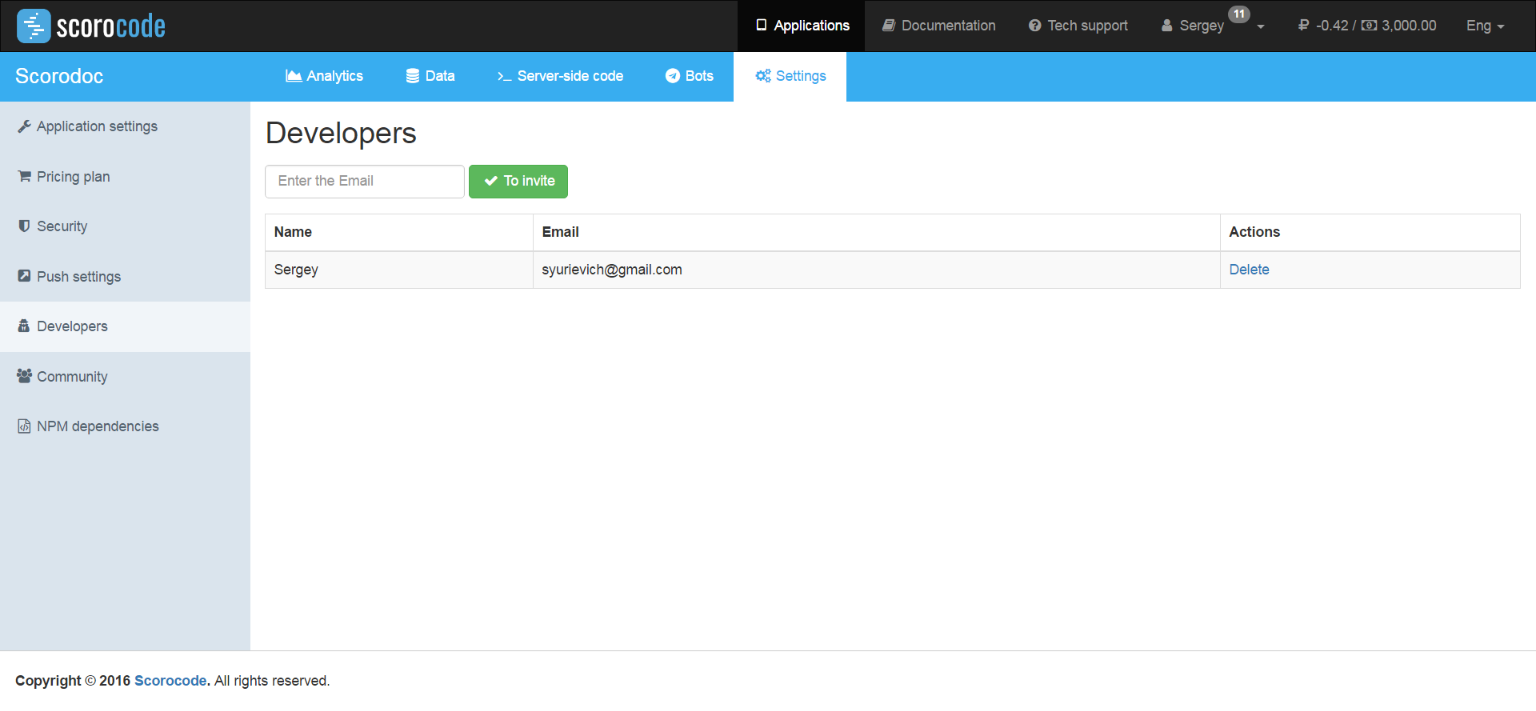 scorocode Applications Documentation Tech support Sergey 11 ₽ -0.42 / 3,000.00 Eng
Scorodoc Analytics Data Server-side code Bots Settings
Application settings
Pricing plan
Security
Push settings
Developers
Community
NPM dependencies
Developers
Enter the Email To invite
Name Email Actions
Sergey syurievich@gmail.com Delete
Copyright © 2016 Scorocode. All rights reserved.